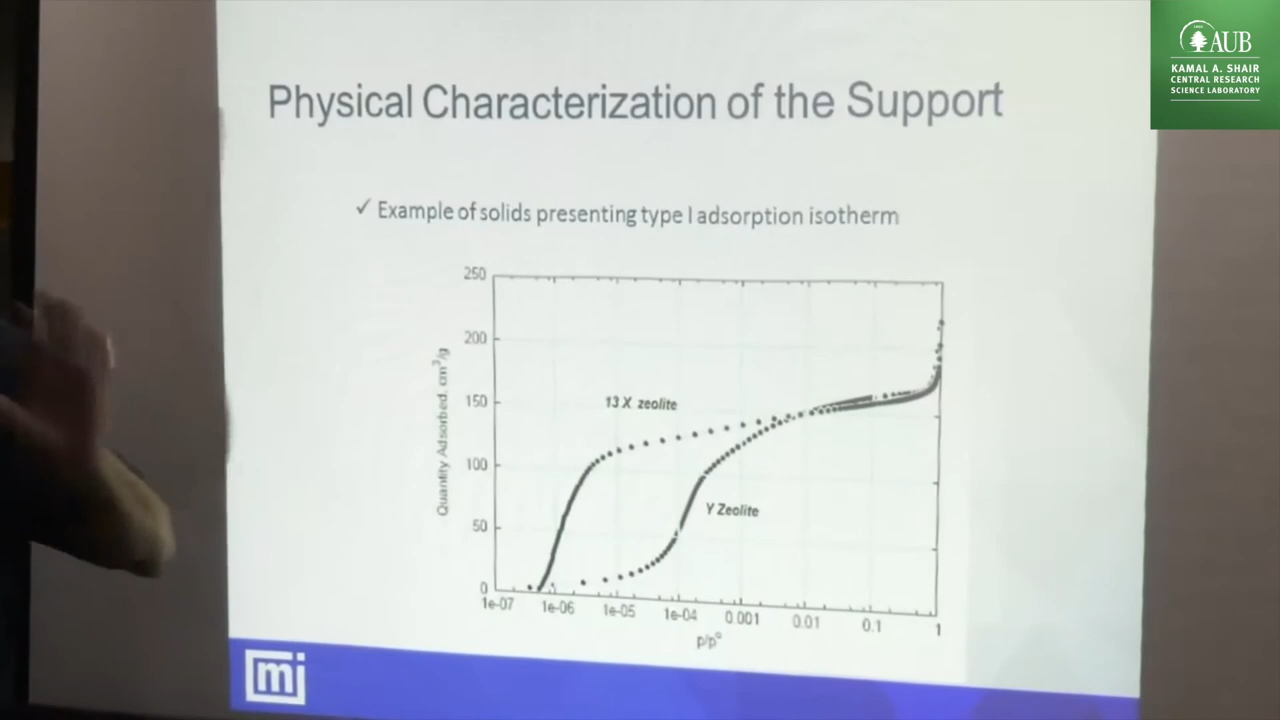 AUB
KAMAL A. SHAIR
CENTRAL RESEARCH
SCIENCE LABORATORY
Physical Characterization of the Support
✓ Example of solids presenting type I adsorption isotherm
250
200
150
100
50
0
Quantity Adsorbed, cm³/g
13 X zeolite
Y Zeolite
1e-07 1e-06 1e-05 1e-04 0.001 0.01 0.1 1
p/p°
mi